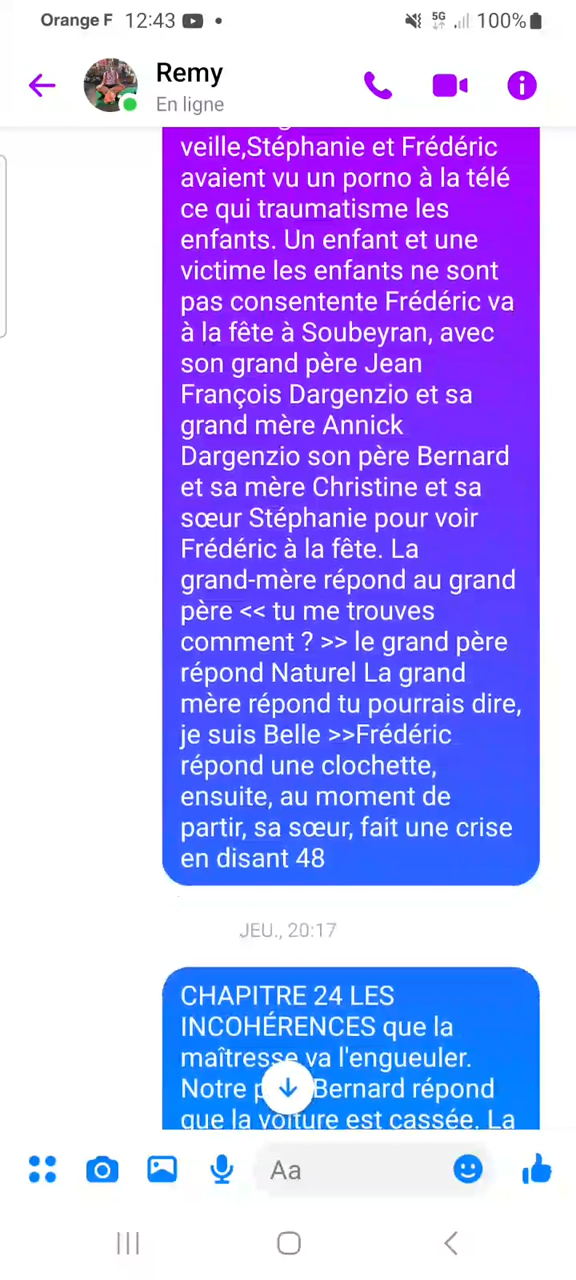 Orange F 12:43 5G 100%
Remy
En ligne
veille,Stéphanie et Frédéric
avaient vu un porno à la télé
ce qui traumatisme les
enfants. Un enfant et une
victime les enfants ne sont
pas consentente Frédéric va
à la fête à Soubeyran, avec
son grand père Jean
François Dargenzio et sa
grand mère Annick
Dargenzio son père Bernard
et sa mère Christine et sa
sœur Stéphanie pour voir
Frédéric à la fête. La
grand-mère répond au grand
père << tu me trouves
comment ? >> le grand père
répond Naturel La grand
mère répond tu pourrais dire,
je suis Belle >>Frédéric
répond une clochette,
ensuite, au moment de
partir, sa sœur, fait une crise
en disant 48
JEU., 20:17
CHAPITRE 24 LES
INCOHÉRENCES que la
maîtresse va l'engueuler.
Notre Bernard répond
que la voiture est cassée. La
Aa